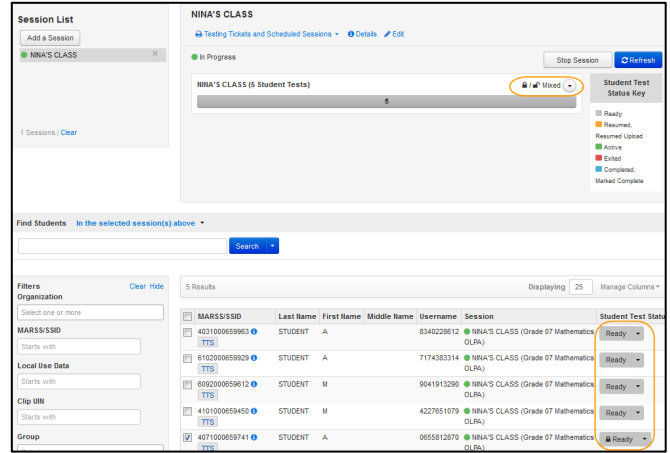 Session List
Add a Session
NINA'S CLASS ×
1 Sessions | Clear
NINA'S CLASS
Testing Tickets and Scheduled Sessions Details Edit
In Progress
Stop Session Refresh
NINA'S CLASS (5 Student Tests) / Mixed
5
Student Test
Status Key
Ready
Resumed,
Resumed Upload
Active
Exited
Completed,
Marked Complete
Find Students In the selected session(s) above
Search
Filters Clear Hide
Organization
Select one or more
MARSS/SSID
Starts with
Local Use Data
Starts with
Clip UIN
Starts with
Group
5 Results Displaying 25 Manage Columns
MARSS/SSID Last Name First Name Middle Name Username Session Student Test Statu
4031000659963 STUDENT A 8340228612 NINA'S CLASS (Grade 07 Mathematics Ready
TTS OLPA)
6102000659929 STUDENT A 7174383314 NINA'S CLASS (Grade 07 Mathematics Ready
TTS OLPA)
6092000659612 STUDENT M 9041913290 NINA'S CLASS (Grade 07 Mathematics Ready
TTS OLPA)
4101000659450 STUDENT M 4227651079 NINA'S CLASS (Grade 07 Mathematics Ready
TTS OLPA)
4071000659741 STUDENT A 0655812870 NINA'S CLASS (Grade 07 Mathematics Ready
TTS OLPA)